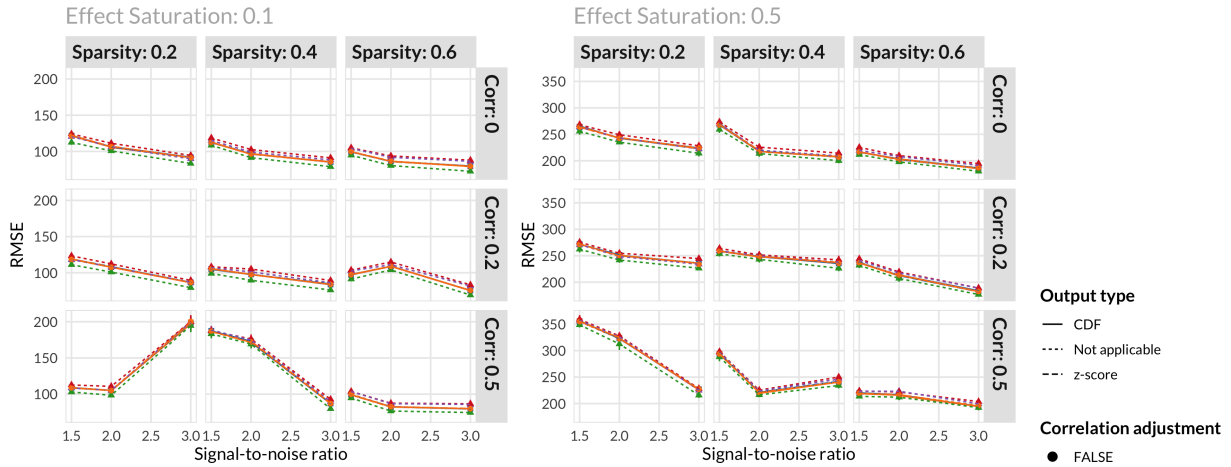 Effect Saturation: 0.1
Sparsity: 0.2 Sparsity: 0.4 Sparsity: 0.6
200
150
100
Corr: 0
200
150
100
Corr: 0.2
200
150
100
Corr: 0.5
RMSE
1.5 2.0 2.5 3.0 1.5 2.0 2.5 3.0 1.5 2.0 2.5 3.0
Signal-to-noise ratio
Effect Saturation: 0.5
Sparsity: 0.2 Sparsity: 0.4 Sparsity: 0.6
350
300
250
200
Corr: 0
350
300
250
200
Corr: 0.2
350
300
250
200
Corr: 0.5
RMSE
1.5 2.0 2.5 3.0 1.5 2.0 2.5 3.0 1.5 2.0 2.5 3.0
Signal-to-noise ratio
Output type
CDF
Not applicable
z-score
Correlation adjustment
FALSE